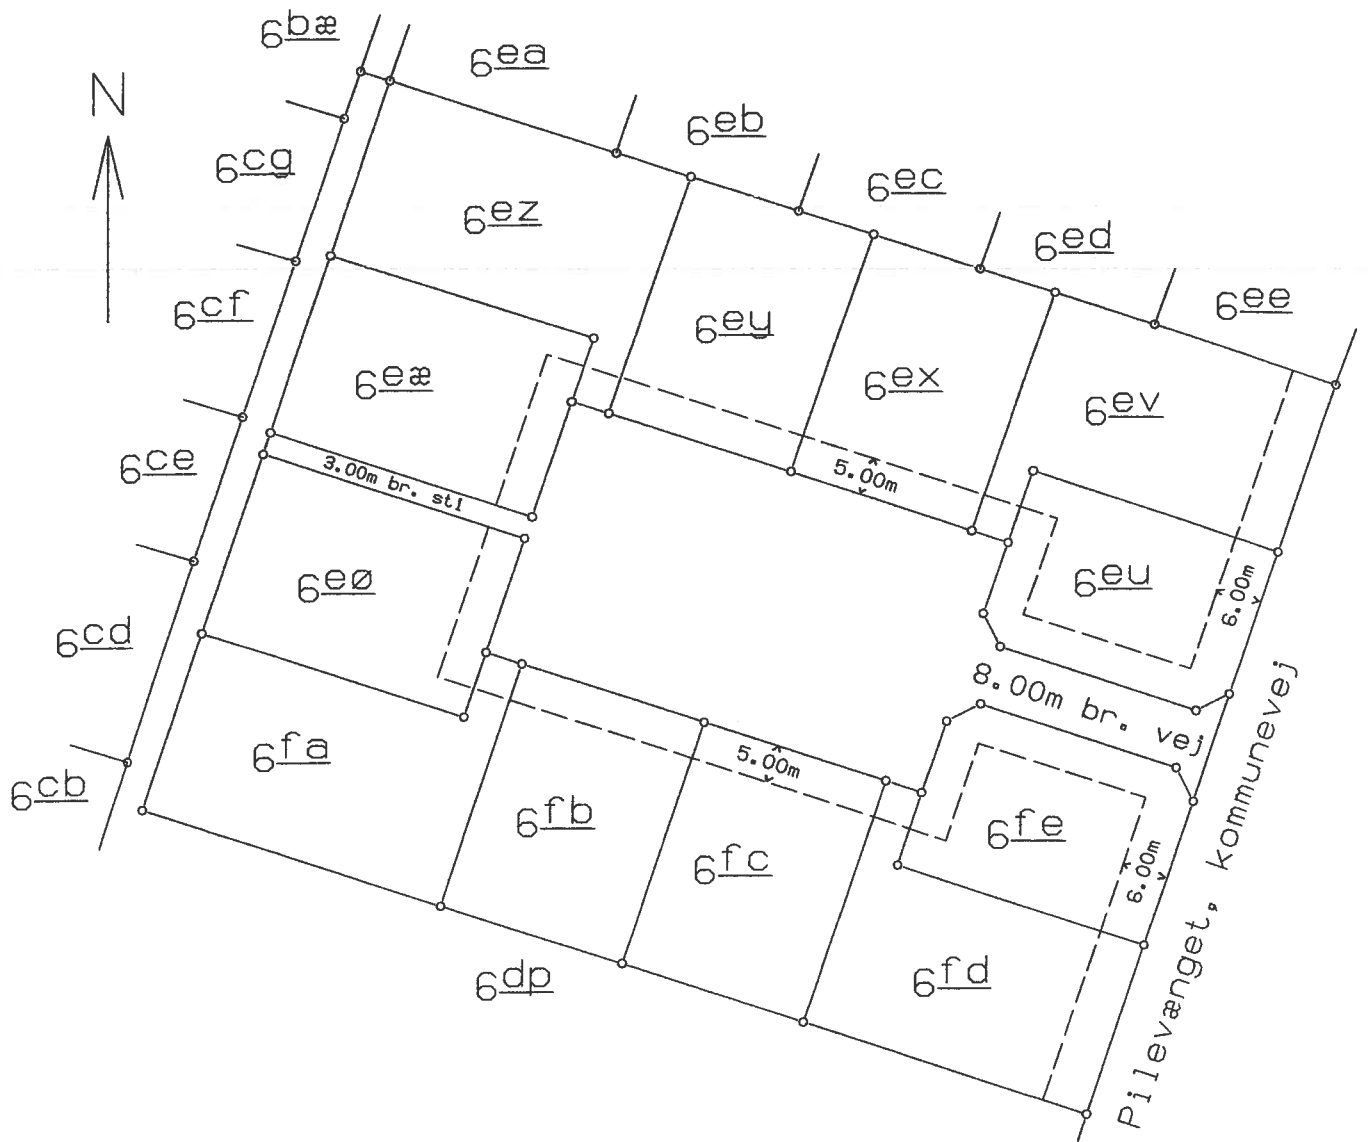 6bæ
6ea
N
6eb
6cg
6ec
6ez
6ed
6cf
6ey
6ee
6eæ
6ex
6ev
6ce
3.00m br. sti
5.00m
6eø
6eu
6.00m
6cd
8.00m br. vej
6fa
5.00m
6cb
6fb
6fe
6fc
6.00m
6dp
6fd
Pilevænget, kommunevej